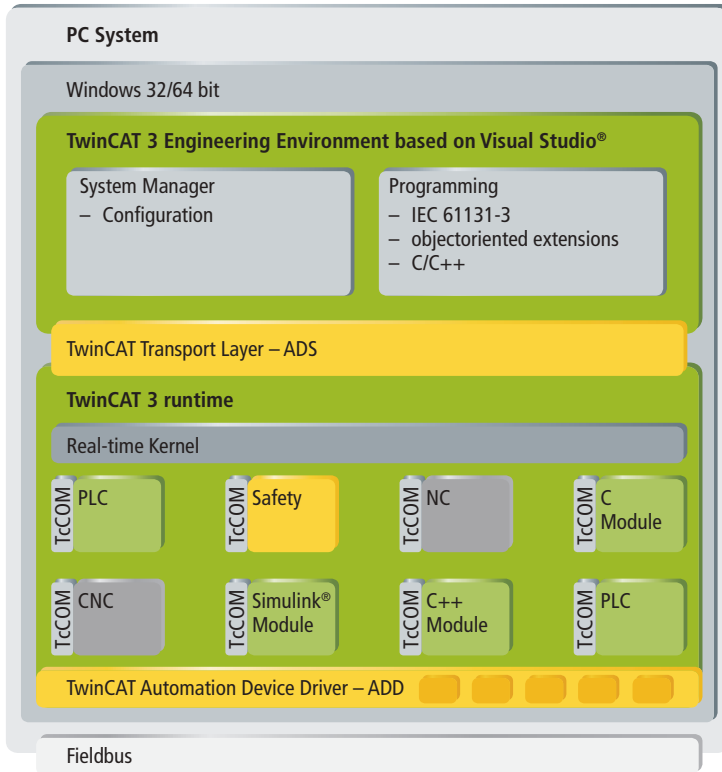 PC System
Windows 32/64 bit
TwinCAT 3 Engineering Environment based on Visual Studio®
System Manager
– Configuration
Programming
– IEC 61131-3
– objectoriented extensions
– C/C++
TwinCAT Transport Layer – ADS
TwinCAT 3 runtime
Real-time Kernel
TcCOM
PLC
TcCOM
Safety
TcCOM
NC
TcCOM
C
Module
TcCOM
CNC
TcCOM
Simulink®
Module
TcCOM
C++
Module
TcCOM
PLC
TwinCAT Automation Device Driver – ADD
Fieldbus